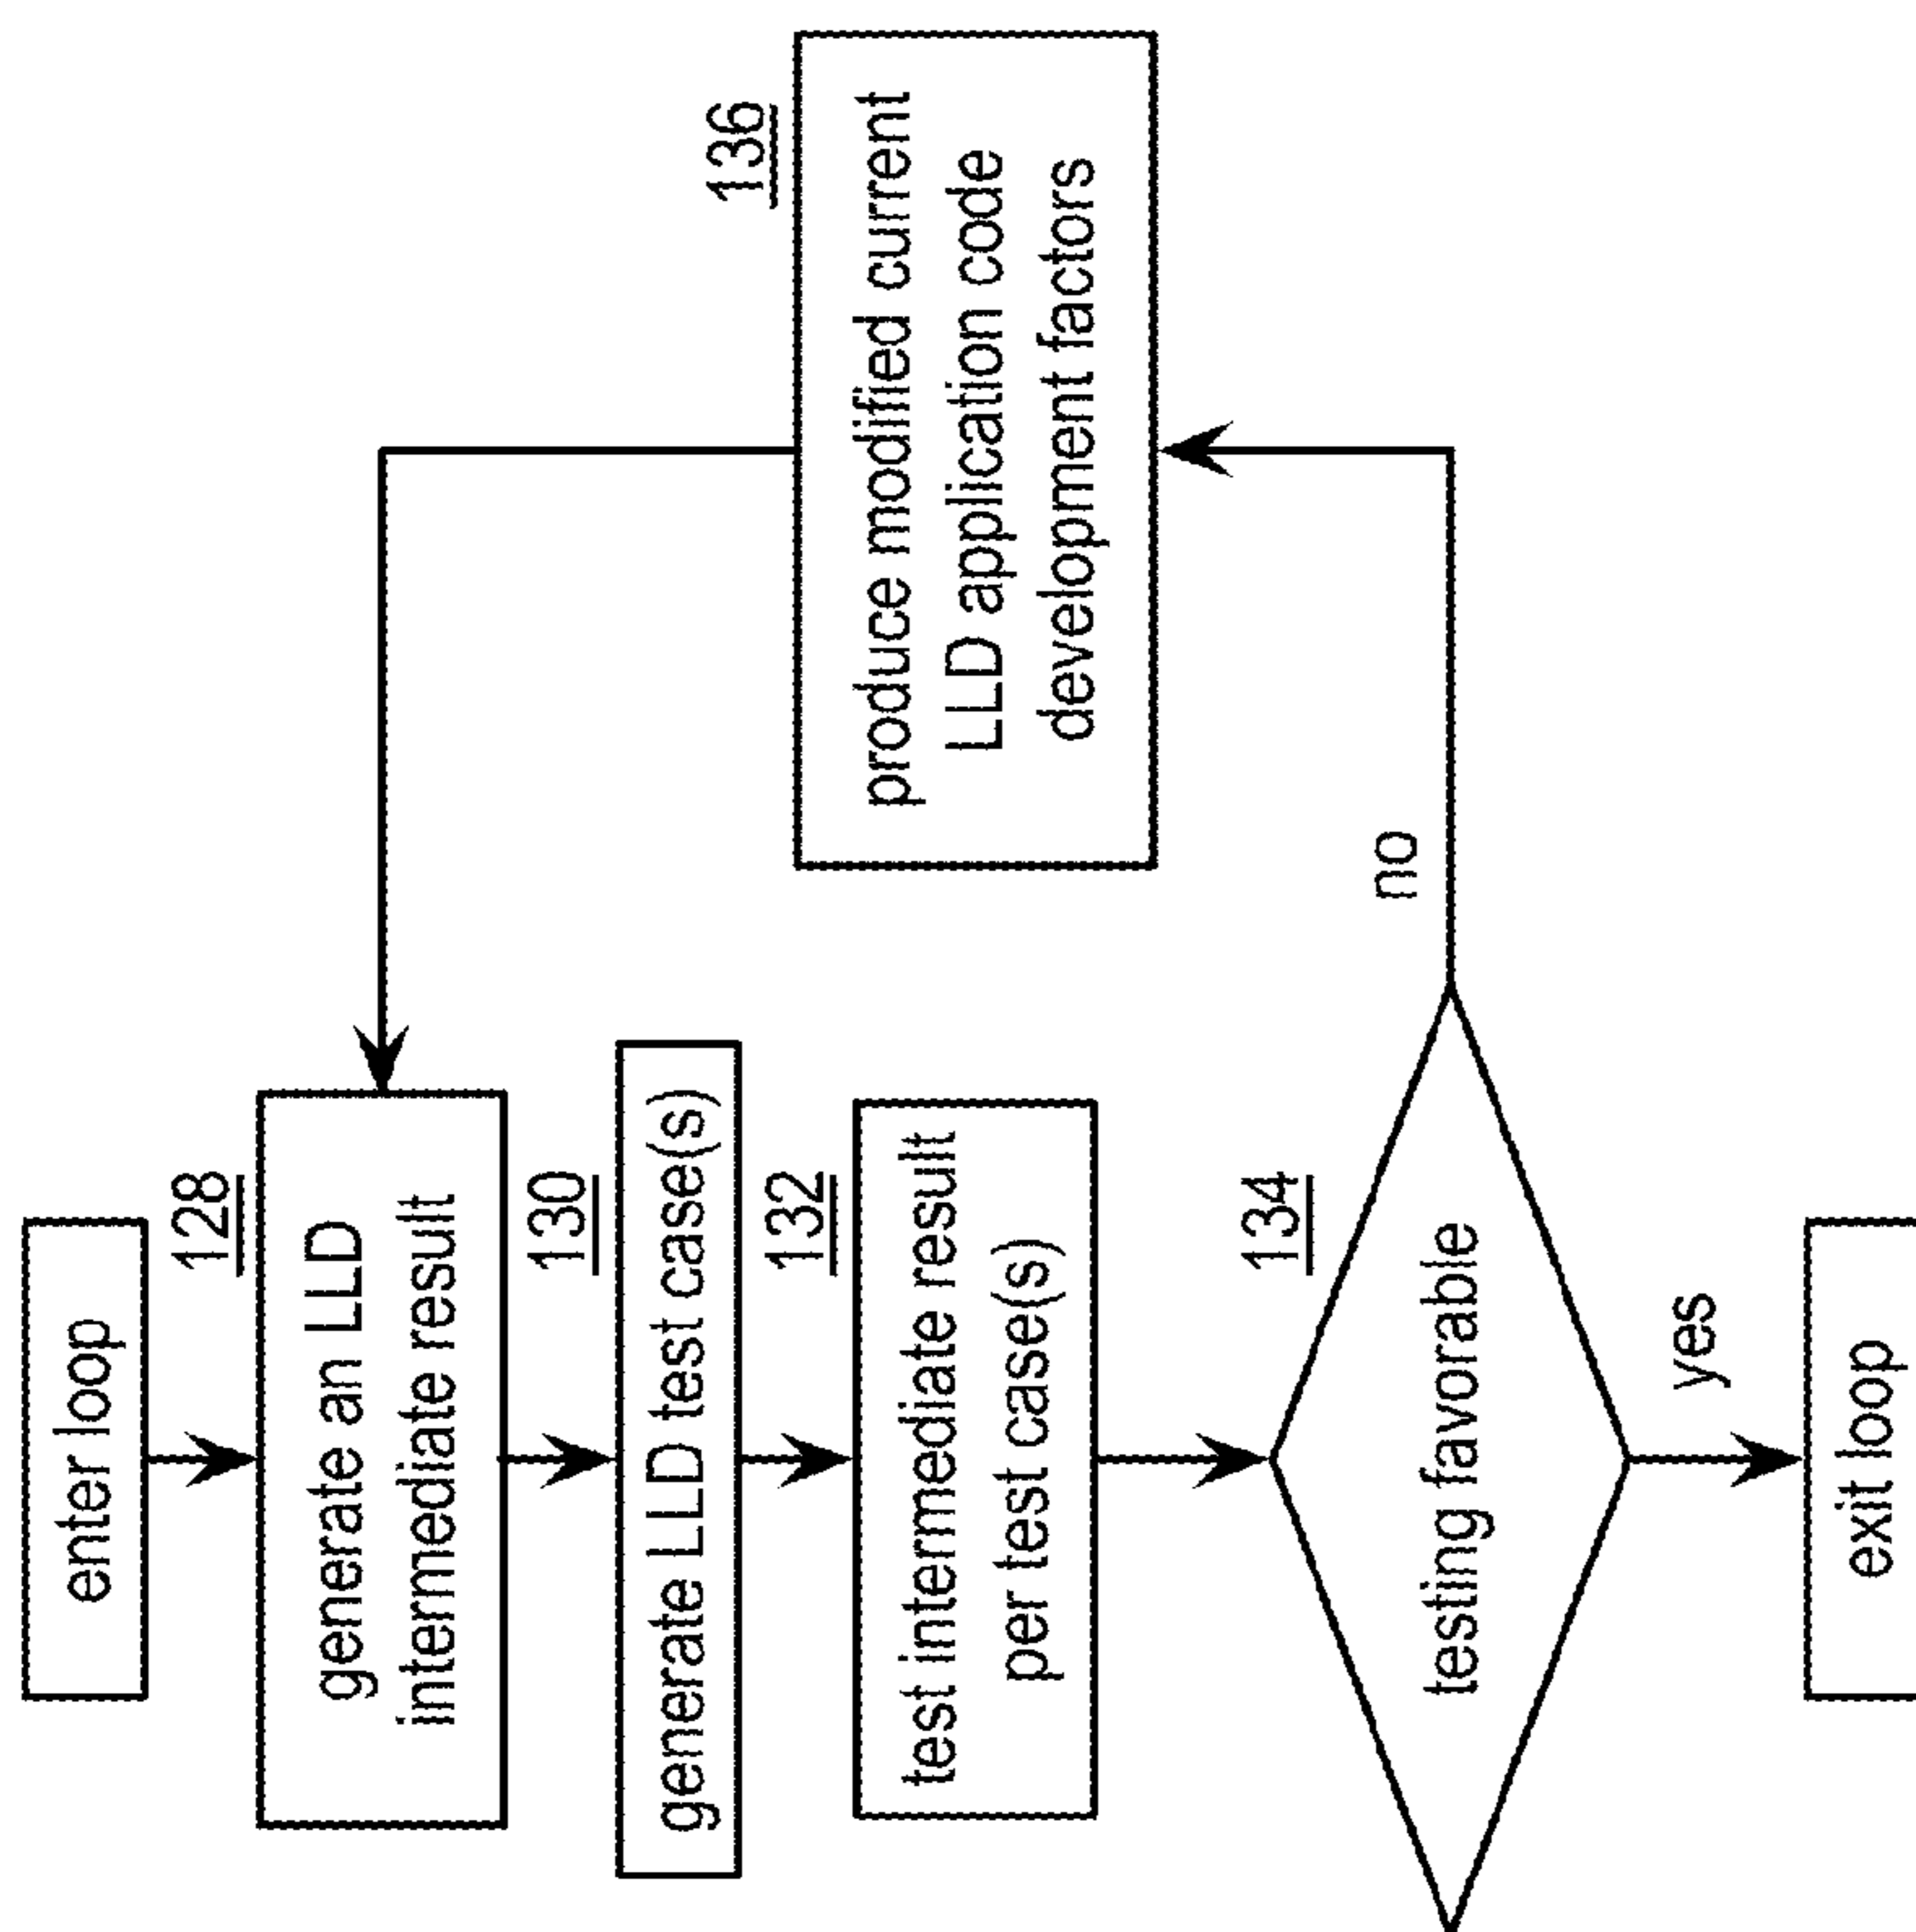 enter loop
128
generate an LLD
intermediate result
130
generate LLD test case(s)
132
test intermediate result
per test case(s)
134
testing favorable
no
yes
exit loop
136
produce modified current
LLD application code
development factors